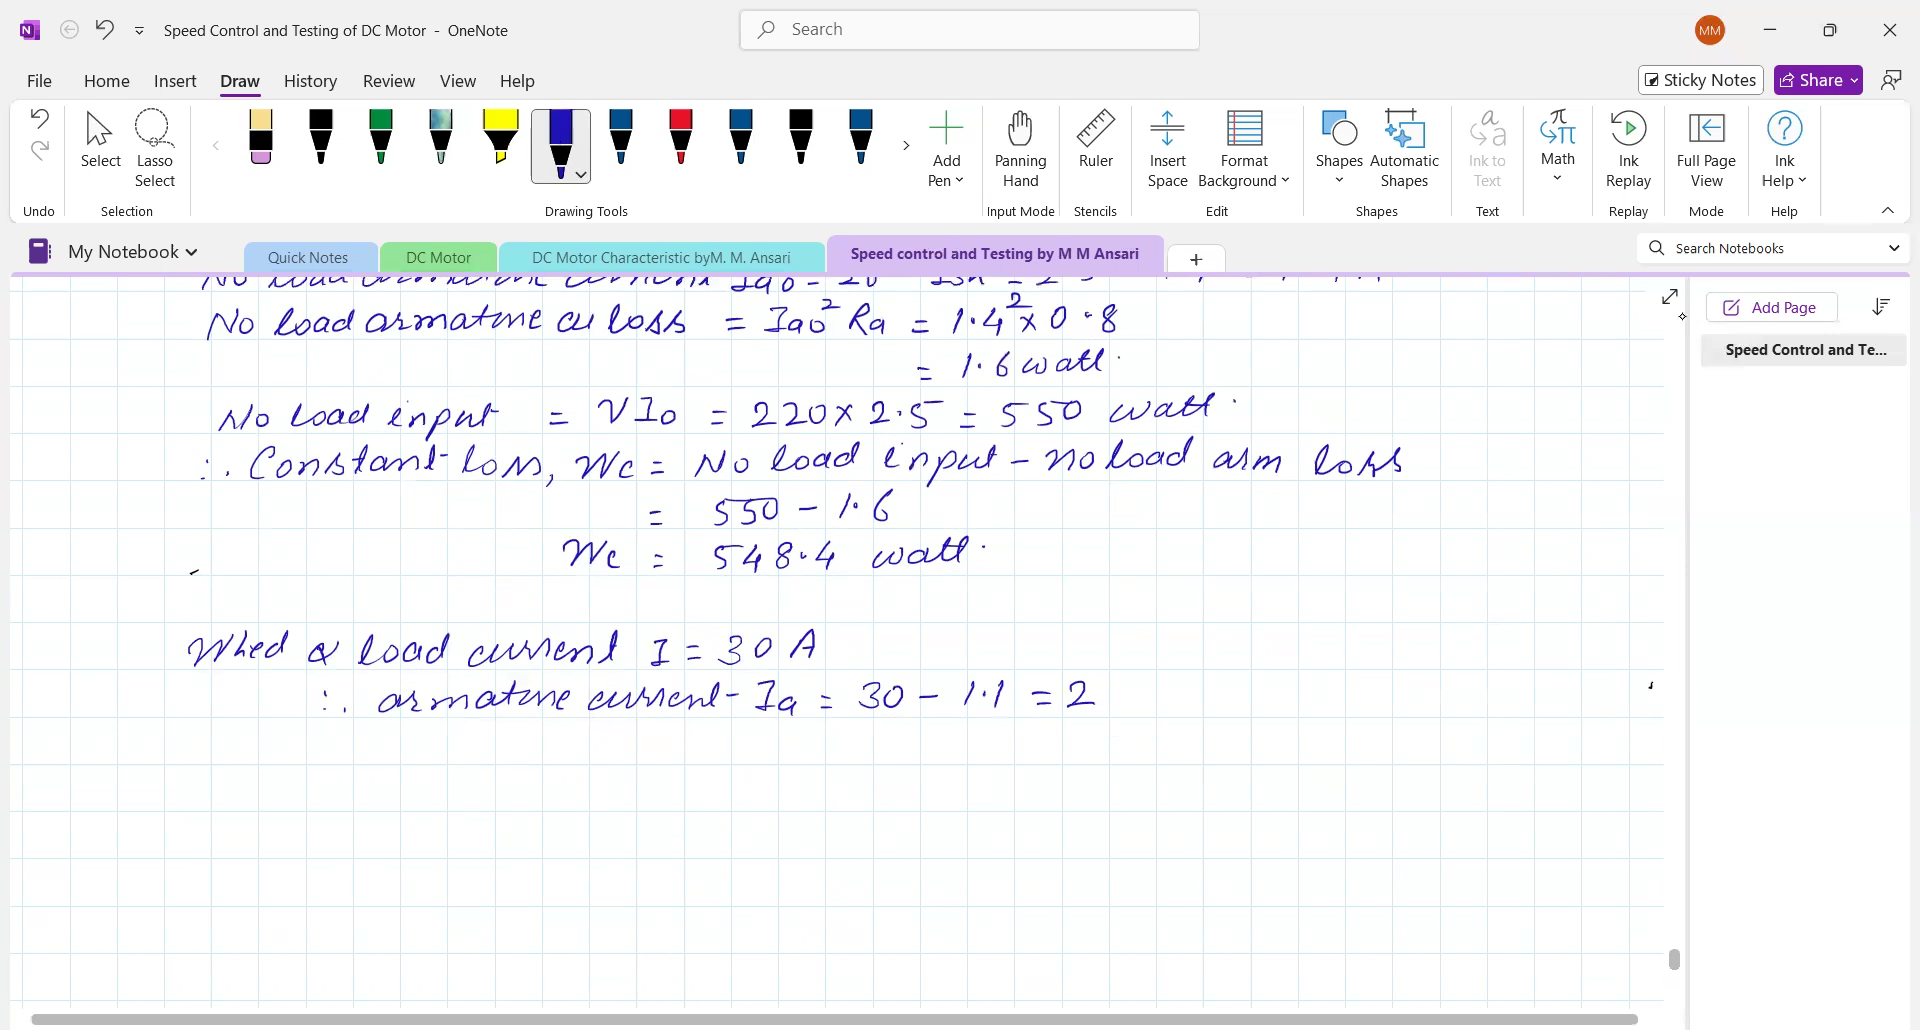 Speed Control and Testing of DC Motor - OneNote
Search
MM
File Home Insert Draw History Review View Help
Sticky Notes Share
Select Lasso Select Add Pen Panning Hand Ruler Insert Space Format Background Shapes Automatic Shapes Ink to Text Math Ink Replay Full Page View Ink Help
Undo Selection Drawing Tools Input Mode Stencils Edit Shapes Text Replay Mode Help
My Notebook Quick Notes DC Motor DC Motor Characteristic byM. M. Ansari Speed control and Testing by M M Ansari + Search Notebooks
Add Page
Speed Control and Te...
No load armature cu loss = Iao² Ra = 1.4² × 0.8
= 1.6 watt.
No load input = VIo = 220 × 2.5 = 550 watt.
∴ Constant loss, Wc = No load input - no load arm loss
= 550 - 1.6
Wc = 548.4 watt.
load current I = 30 A
∴ armature current Ia = 30 - 1.1 = 2